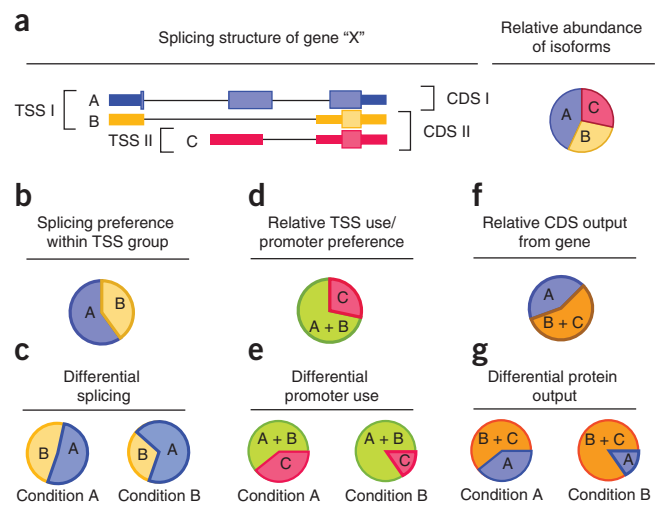 a
Splicing structure of gene “X”
Relative abundance
of isoforms
TSS I
A
B
TSS II
C
CDS I
CDS II
A
C
B
b
Splicing preference
within TSS group
A
B
d
Relative TSS use/
promoter preference
C
A + B
f
Relative CDS output
from gene
A
B + C
c
Differential
splicing
B
A
Condition A
B
A
Condition B
e
Differential
promoter use
A + B
C
Condition A
A + B
C
Condition B
g
Differential protein
output
B + C
A
Condition A
B + C
A
Condition B